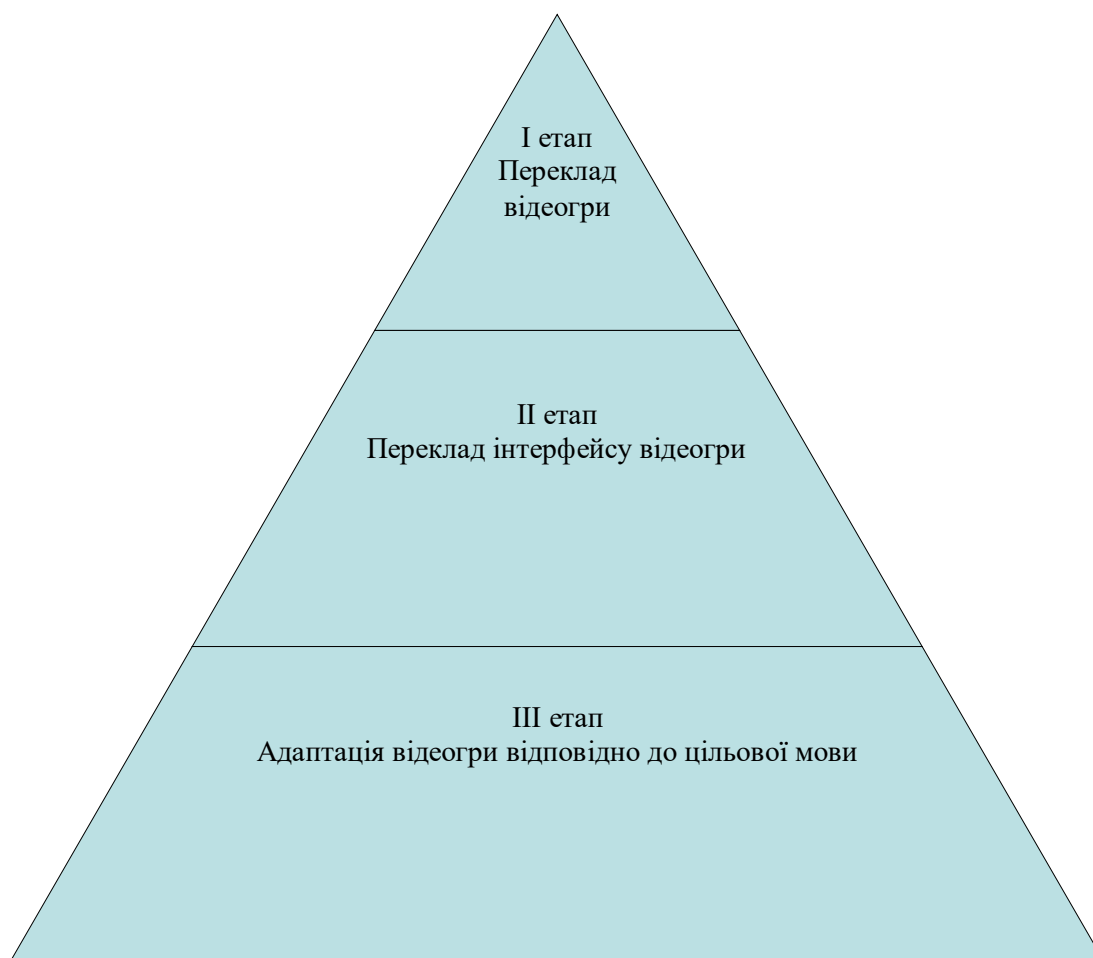 І етап
Переклад
відеогри
ІІ етап
Переклад інтерфейсу відеогри
ІІІ етап
Адаптація відеогри відповідно до цільової мови